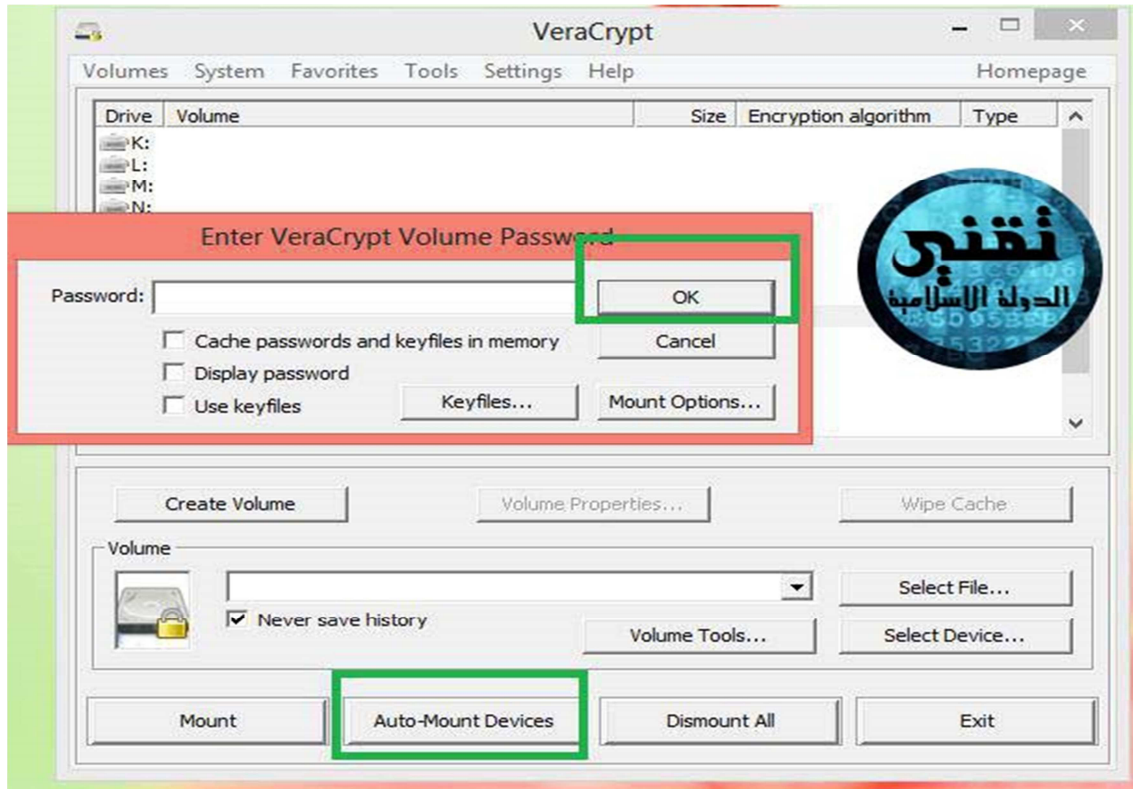 VeraCrypt
Volumes System Favorites Tools Settings Help Homepage
Drive Volume Size Encryption algorithm Type
K:
L:
M:
N:
تقني
الدولة الإسلامية
Enter VeraCrypt Volume Password
Password:
OK
Cache passwords and keyfiles in memory
Cancel
Display password
Use keyfiles
Keyfiles...
Mount Options...
Create Volume
Volume Properties...
Wipe Cache
Volume
Select File...
Never save history
Volume Tools...
Select Device...
Mount
Auto-Mount Devices
Dismount All
Exit